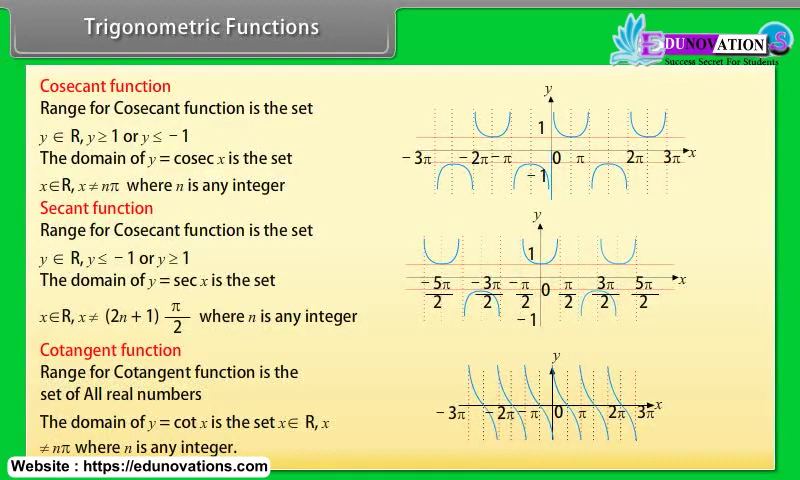 Trigonometric Functions
EDUNOVATION
Success Secret For Students
S
Cosecant function
Range for Cosecant function is the set
y ∈ R, y ≥ 1 or y ≤ − 1
The domain of y = cosec x is the set
x∈R, x ≠ nπ where n is any integer
Secant function
Range for Cosecant function is the set
y ∈ R, y ≤ − 1 or y ≥ 1
The domain of y = sec x is the set
x∈R, x ≠ (2n + 1) π/2 where n is any integer
Cotangent function
Range for Cotangent function is the
set of All real numbers
The domain of y = cot x is the set x∈ R, x
≠ nπ where n is any integer.
Website : https://edunovations.com
y
1
− 3π − 2π − π 0 π 2π 3π x
− 1
y
1
− 5π/2 − 3π/2 − π/2 0 π/2 3π/2 5π/2 x
− 1
y
− 3π − 2π − π 0 π 2π 3π x